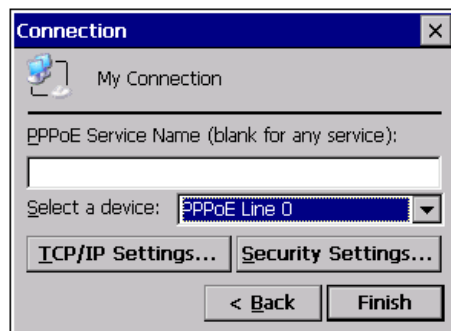 Connection
My Connection
PPPoE Service Name (blank for any service):
Select a device: PPPoE Line 0
TCP/IP Settings... Security Settings...
< Back Finish